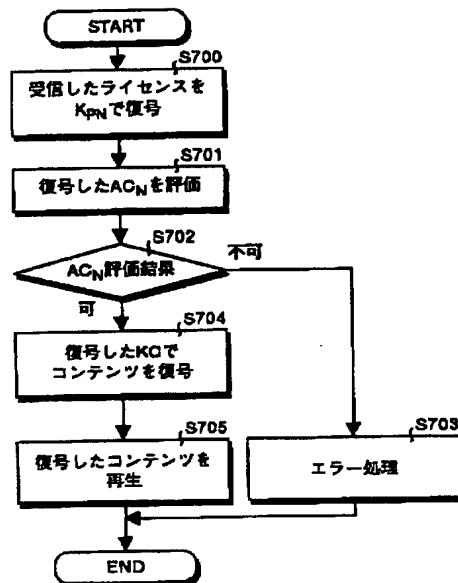 START
S700
受信したライセンスを
KPNで復号
S701
復号したACNを評価
S702
ACN評価結果
不可
可
S704
復号したKCで
コンテンツを復号
S705
復号したコンテンツを
再生
S703
エラー処理
END